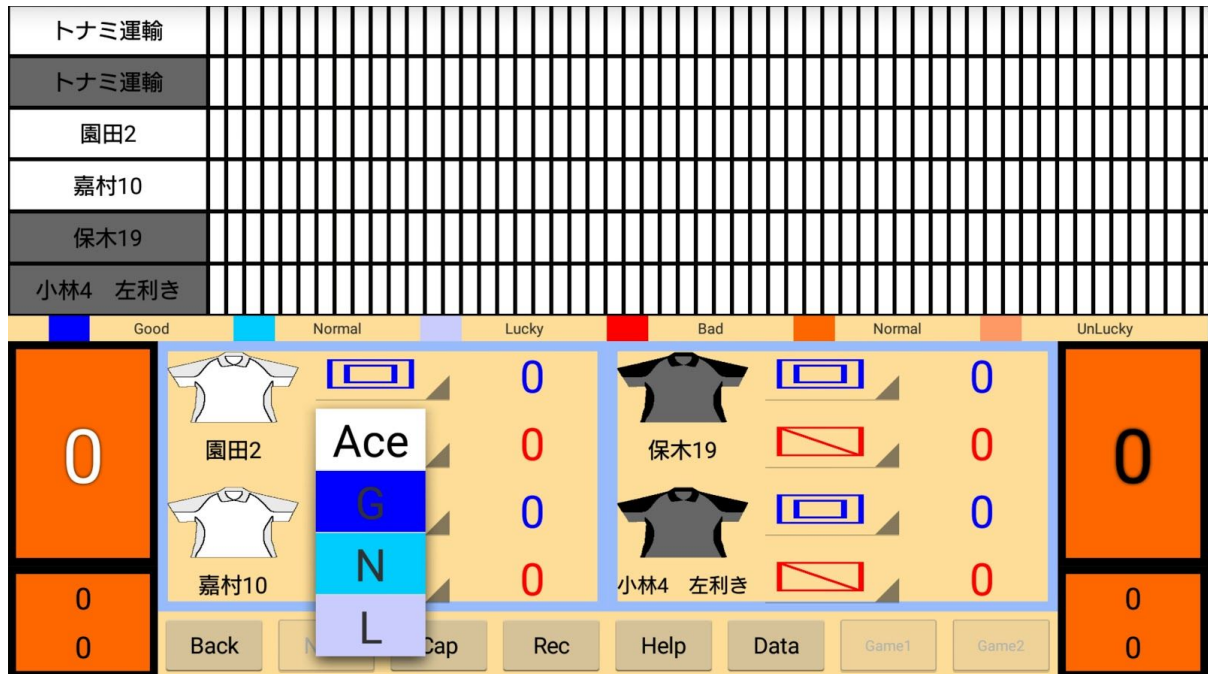 トナミ運輸
トナミ運輸
園田2
嘉村10
保木19
小林4　左利き
Good Normal Lucky Bad Normal UnLucky
0 0 0 0
園田2 Ace 0 保木19 0
G 0 0
嘉村10 N 0 小林4　左利き 0
L
0 0
0 0
Back Cap Rec Help Data Game1 Game2